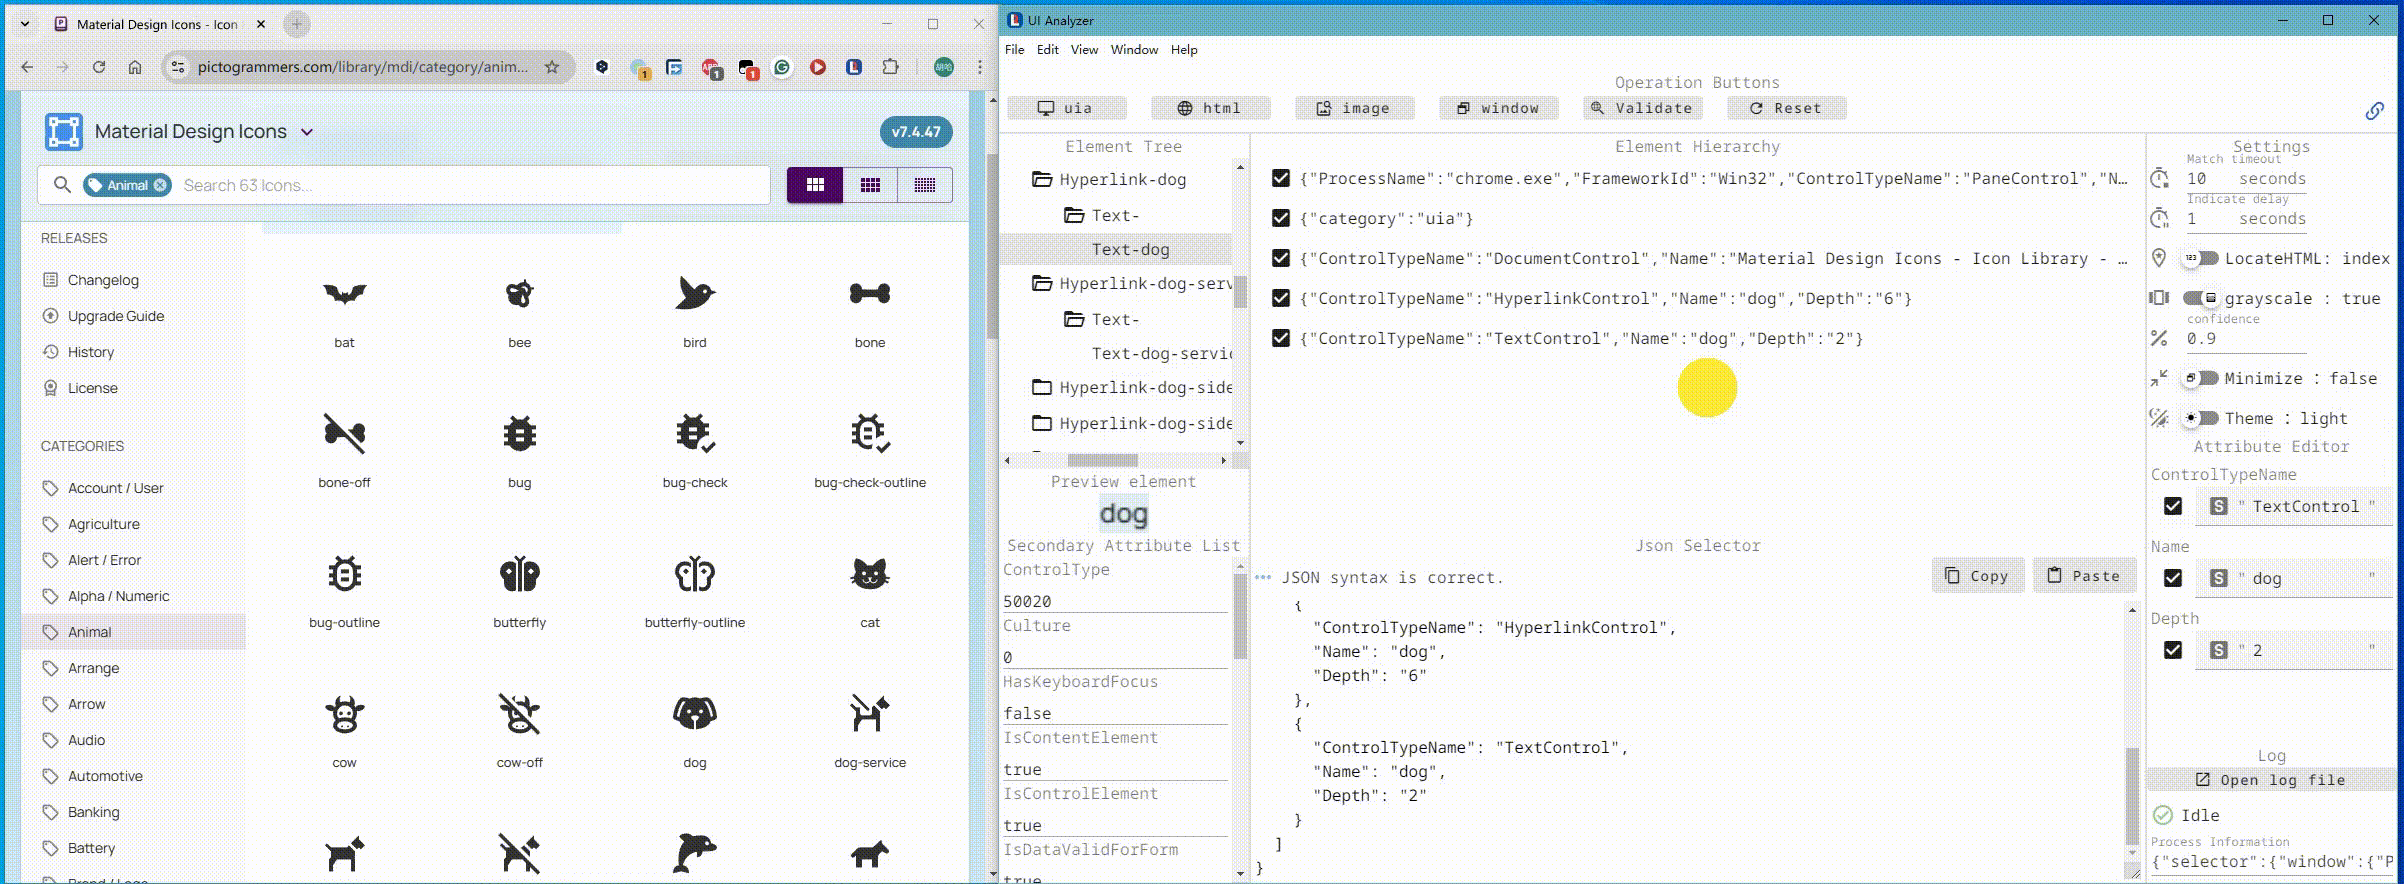 Material Design Icons - Icon
pictogrammers.com/library/mdi/category/anim...
Material Design Icons
v7.4.47
Animal
Search 63 Icons...
RELEASES
Changelog
Upgrade Guide
History
License
CATEGORIES
Account / User
Agriculture
Alert / Error
Alpha / Numeric
Animal
Arrange
Arrow
Audio
Automotive
Banking
Battery
bat
bee
bird
bone
bone-off
bug
bug-check
bug-check-outline
bug-outline
butterfly
butterfly-outline
cat
cow
cow-off
dog
dog-service
UI Analyzer
File Edit View Window Help
Operation Buttons
uia
html
image
window
Validate
Reset
Element Tree
Hyperlink-dog
Text-
Text-dog
Hyperlink-dog-serv
Text-
Text-dog-servic
Hyperlink-dog-side
Hyperlink-dog-side
Preview element
dog
Secondary Attribute List
ControlType
50020
Culture
0
HasKeyboardFocus
false
IsContentElement
true
IsControlElement
true
IsDataValidForForm
true
Element Hierarchy
{"ProcessName":"chrome.exe","FrameworkId":"Win32","ControlTypeName":"PaneControl","N…
{"category":"uia"}
{"ControlTypeName":"DocumentControl","Name":"Material Design Icons - Icon Library - …
{"ControlTypeName":"HyperlinkControl","Name":"dog","Depth":"6"}
{"ControlTypeName":"TextControl","Name":"dog","Depth":"2"}
Json Selector
JSON syntax is correct.
Copy
Paste
{
"ControlTypeName": "HyperlinkControl",
"Name": "dog",
"Depth": "6"
},
{
"ControlTypeName": "TextControl",
"Name": "dog",
"Depth": "2"
}
]
}
Settings
Match timeout
10 seconds
Indicate delay
1 seconds
LocateHTML: index
grayscale : true
confidence
0.9
Minimize : false
Theme : light
Attribute Editor
ControlTypeName
S " TextControl "
Name
S " dog "
Depth
S " 2 "
Log
Open log file
Idle
Process Information
{"selector":{"window":{"P